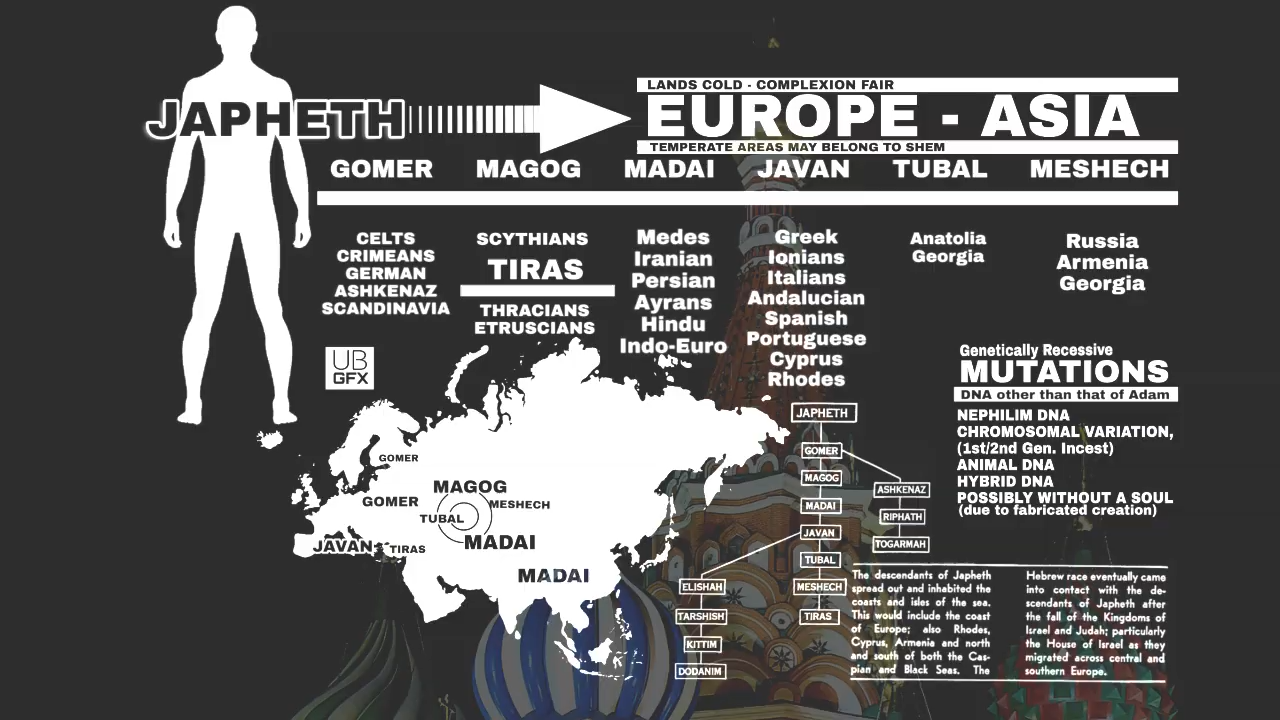 JAPHETH
LANDS COLD - COMPLEXION FAIR
EUROPE - ASIA
TEMPERATE AREAS MAY BELONG TO SHEM
GOMER
MAGOG
MADAI
JAVAN
TUBAL
MESHECH
CELTS
CRIMEANS
GERMAN
ASHKENAZ
SCANDINAVIA
SCYTHIANS
TIRAS
THRACIANS
ETRUSCIANS
Medes
Iranian
Persian
Ayrans
Hindu
Indo-Euro
Greek
Ionians
Italians
Andalucian
Spanish
Portuguese
Cyprus
Rhodes
Anatolia
Georgia
Russia
Armenia
Georgia
UB
GFX
Genetically Recessive
MUTATIONS
DNA other than that of Adam
NEPHILIM DNA
CHROMOSOMAL VARIATION,
(1st/2nd Gen. Incest)
ANIMAL DNA
HYBRID DNA
POSSIBLY WITHOUT A SOUL
(due to fabricated creation)
GOMER
MAGOG
GOMER
MESHECH
TUBAL
JAVAN
TIRAS
MADAI
MADAI
JAPHETH
GOMER
MAGOG
MADAI
JAVAN
TUBAL
MESHECH
TIRAS
ASHKENAZ
RIPHATH
TOGARMAH
ELISHAH
TARSHISH
KITTIM
DODANIM
The descendants of Japheth
spread out and inhabited the
coasts and isles of the sea.
This would include the coast
of Europe; also Rhodes,
Cyprus, Armenia and north
and south of both the Cas-
pian and Black Seas. The
Hebrew race eventually came
into contact with the de-
scendants of Japheth after
the fall of the Kingdoms of
Israel and Judah; particularly
the House of Israel as they
migrated across central and
southern Europe.